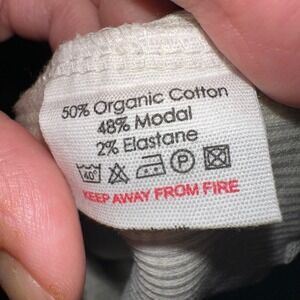 50% Organic Cotton
48% Modal
2% Elastane
40° P
KEEP AWAY FROM FIRE